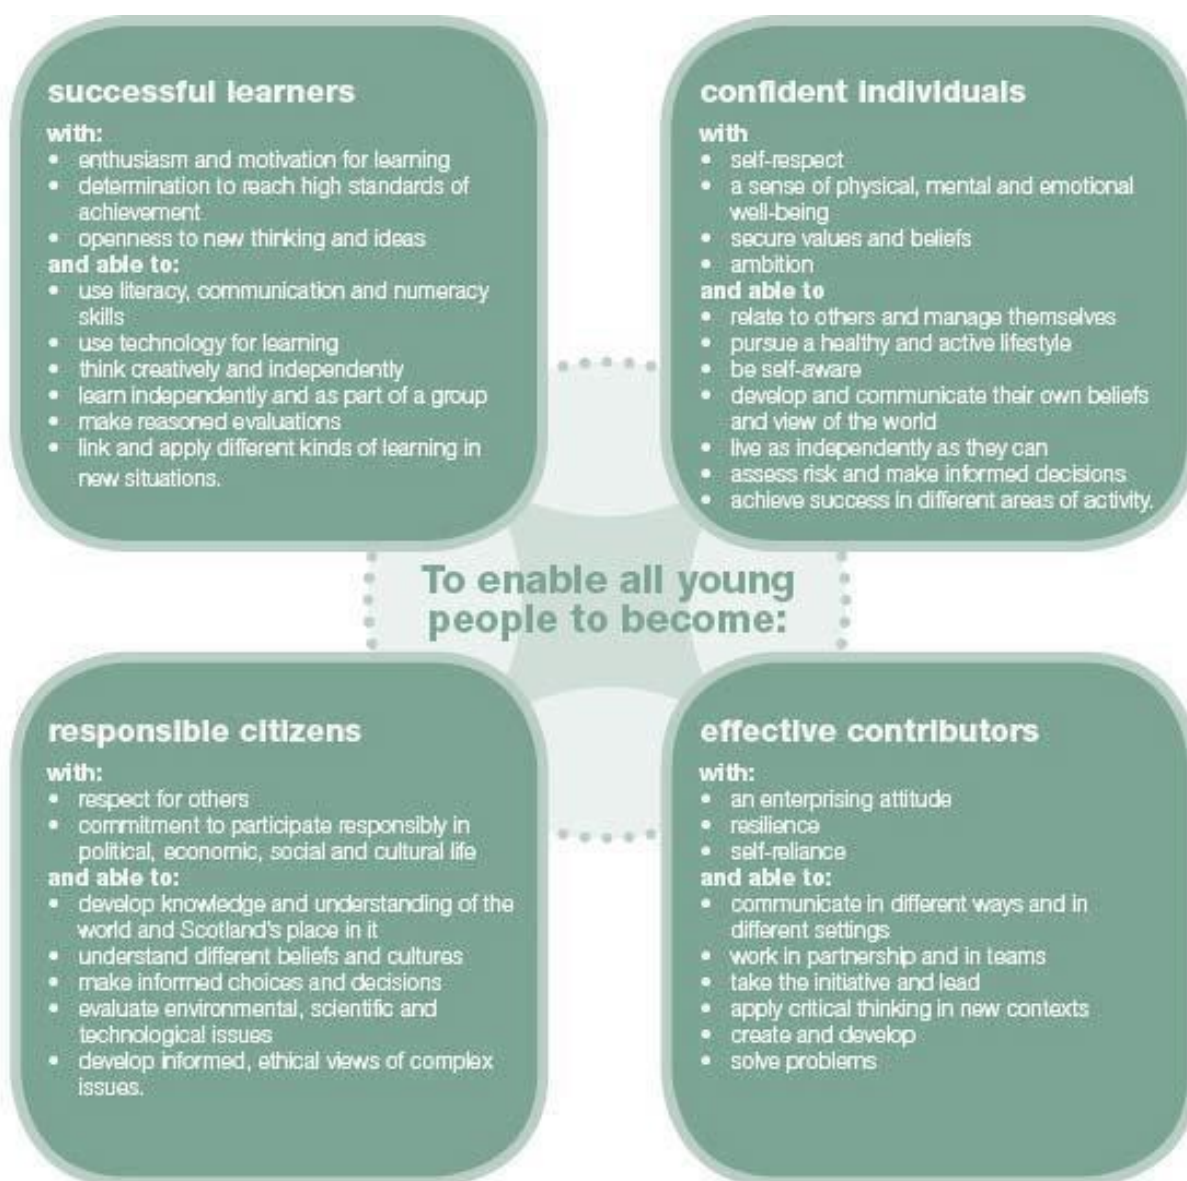 successful learners
with:
• enthusiasm and motivation for learning
• determination to reach high standards of
achievement
• openness to new thinking and ideas
and able to:
• use literacy, communication and numeracy
skills
• use technology for learning
• think creatively and independently
• learn independently and as part of a group
• make reasoned evaluations
• link and apply different kinds of learning in
new situations.
confident individuals
with
• self-respect
• a sense of physical, mental and emotional
well-being
• secure values and beliefs
• ambition
and able to
• relate to others and manage themselves
• pursue a healthy and active lifestyle
• be self-aware
• develop and communicate their own beliefs
and view of the world
• live as independently as they can
• assess risk and make informed decisions
• achieve success in different areas of activity.
To enable all young
people to become:
responsible citizens
with:
• respect for others
• commitment to participate responsibly in
political, economic, social and cultural life
and able to:
• develop knowledge and understanding of the
world and Scotland's place in it
• understand different beliefs and cultures
• make informed choices and decisions
• evaluate environmental, scientific and
technological issues
• develop informed, ethical views of complex
issues.
effective contributors
with:
• an enterprising attitude
• resilience
• self-reliance
and able to:
• communicate in different ways and in
different settings
• work in partnership and in teams
• take the initiative and lead
• apply critical thinking in new contexts
• create and develop
• solve problems